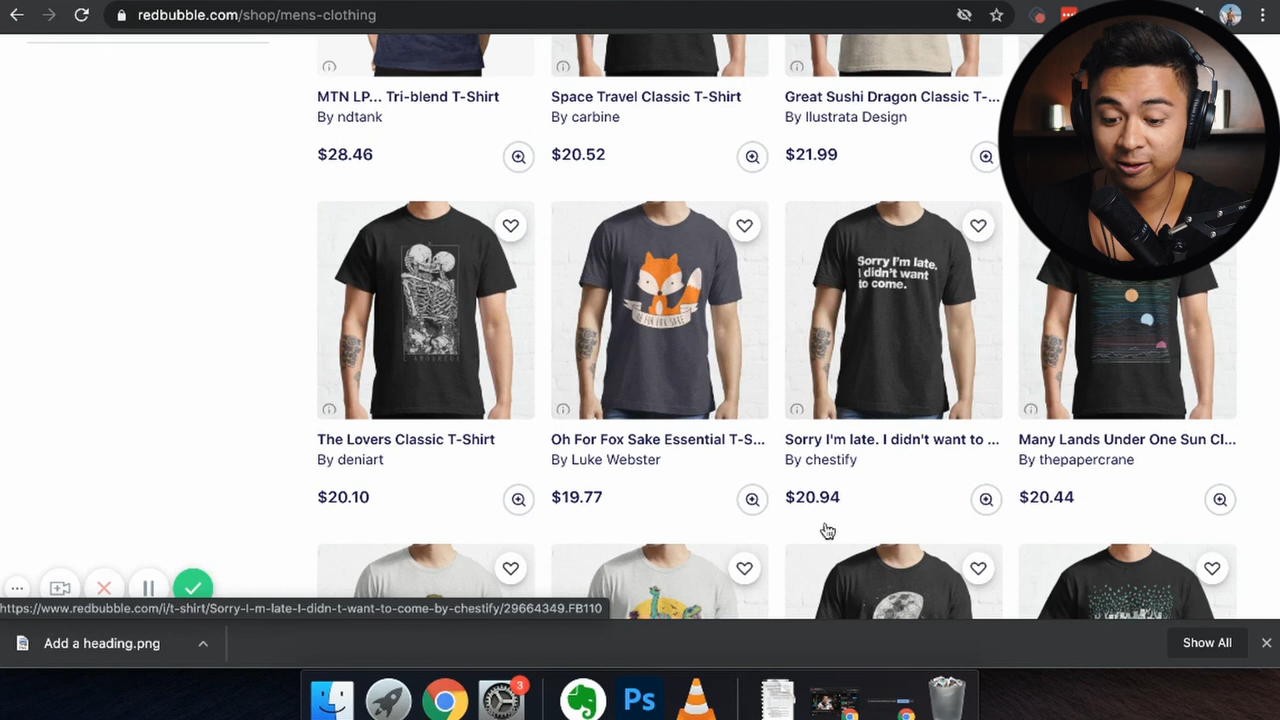 redbubble.com/shop/mens-clothing
MTN LP... Tri-blend T-Shirt
By ndtank
$28.46
Space Travel Classic T-Shirt
By carbine
$20.52
Great Sushi Dragon Classic T-...
By Ilustrata Design
$21.99
Sorry I'm late.
I didn't want
to come.
The Lovers Classic T-Shirt
By deniart
$20.10
Oh For Fox Sake Essential T-S...
By Luke Webster
$19.77
Sorry I'm late. I didn't want to ...
By chestify
$20.94
Many Lands Under One Sun Cl...
By thepapercrane
$20.44
https://www.redbubble.com/i/t-shirt/Sorry-I-m-late-I-didn-t-want-to-come-by-chestify/29664349.FB110
Add a heading.png
Show All
3
Ps